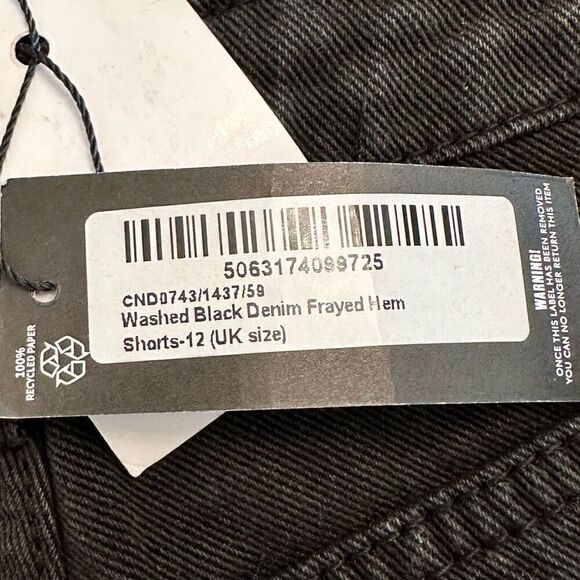 5063174099725
CND0743/1437/59
Washed Black Denim Frayed Hem
Shorts-12 (UK size)
100%
RECYCLED PAPER
WARNING!
ONCE THIS LABEL HAS BEEN REMOVED
YOU CAN NO LONGER RETURN THIS ITEM